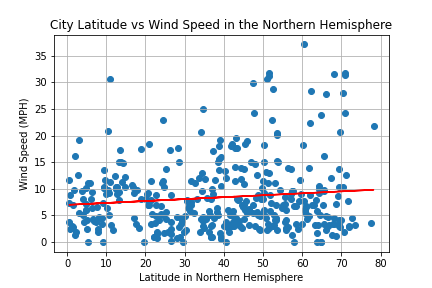 City Latitude vs Wind Speed in the Northern Hemisphere
Wind Speed (MPH)
35
30
25
20
15
10
5
0
0 10 20 30 40 50 60 70 80
Latitude in Northern Hemisphere